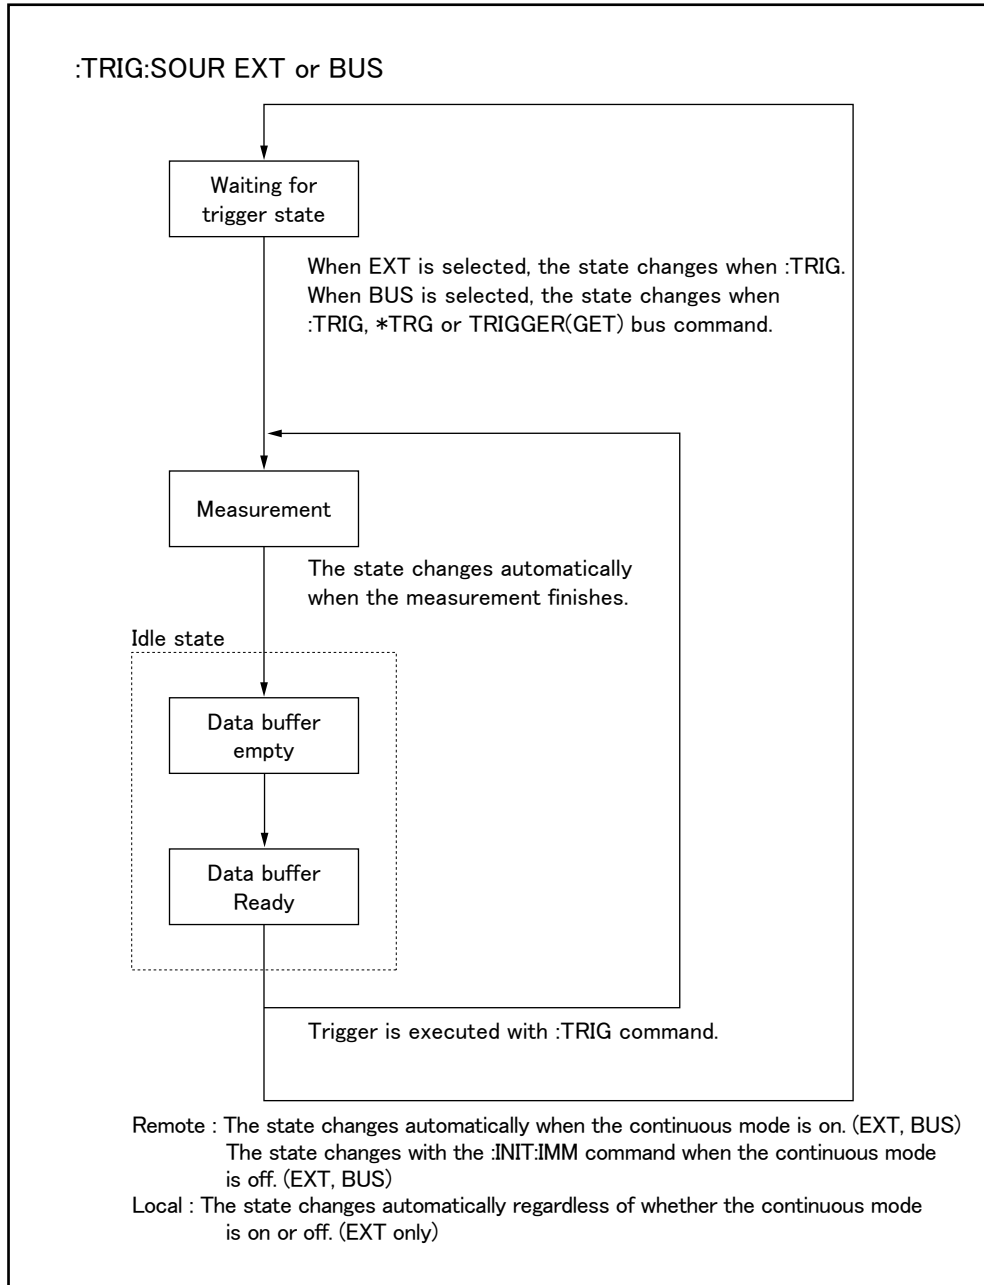 :TRIG:SOUR EXT or BUS
Waiting for
trigger state
When EXT is selected, the state changes when :TRIG.
When BUS is selected, the state changes when
:TRIG, *TRG or TRIGGER(GET) bus command.
Measurement
The state changes automatically
when the measurement finishes.
Idle state
Data buffer
empty
Data buffer
Ready
Trigger is executed with :TRIG command.
Remote : The state changes automatically when the continuous mode is on. (EXT, BUS)
The state changes with the :INIT:IMM command when the continuous mode
is off. (EXT, BUS)
Local : The state changes automatically regardless of whether the continuous mode
is on or off. (EXT only)